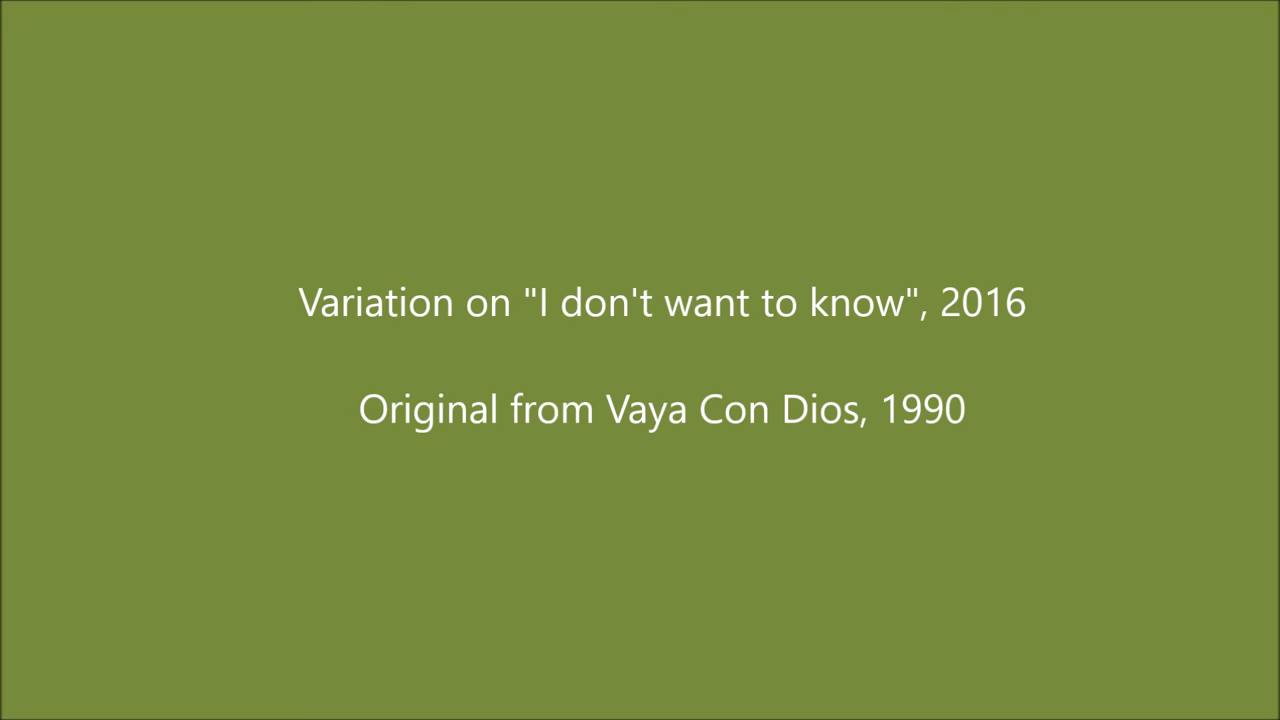 Variation on "I don't want to know", 2016
Original from Vaya Con Dios, 1990